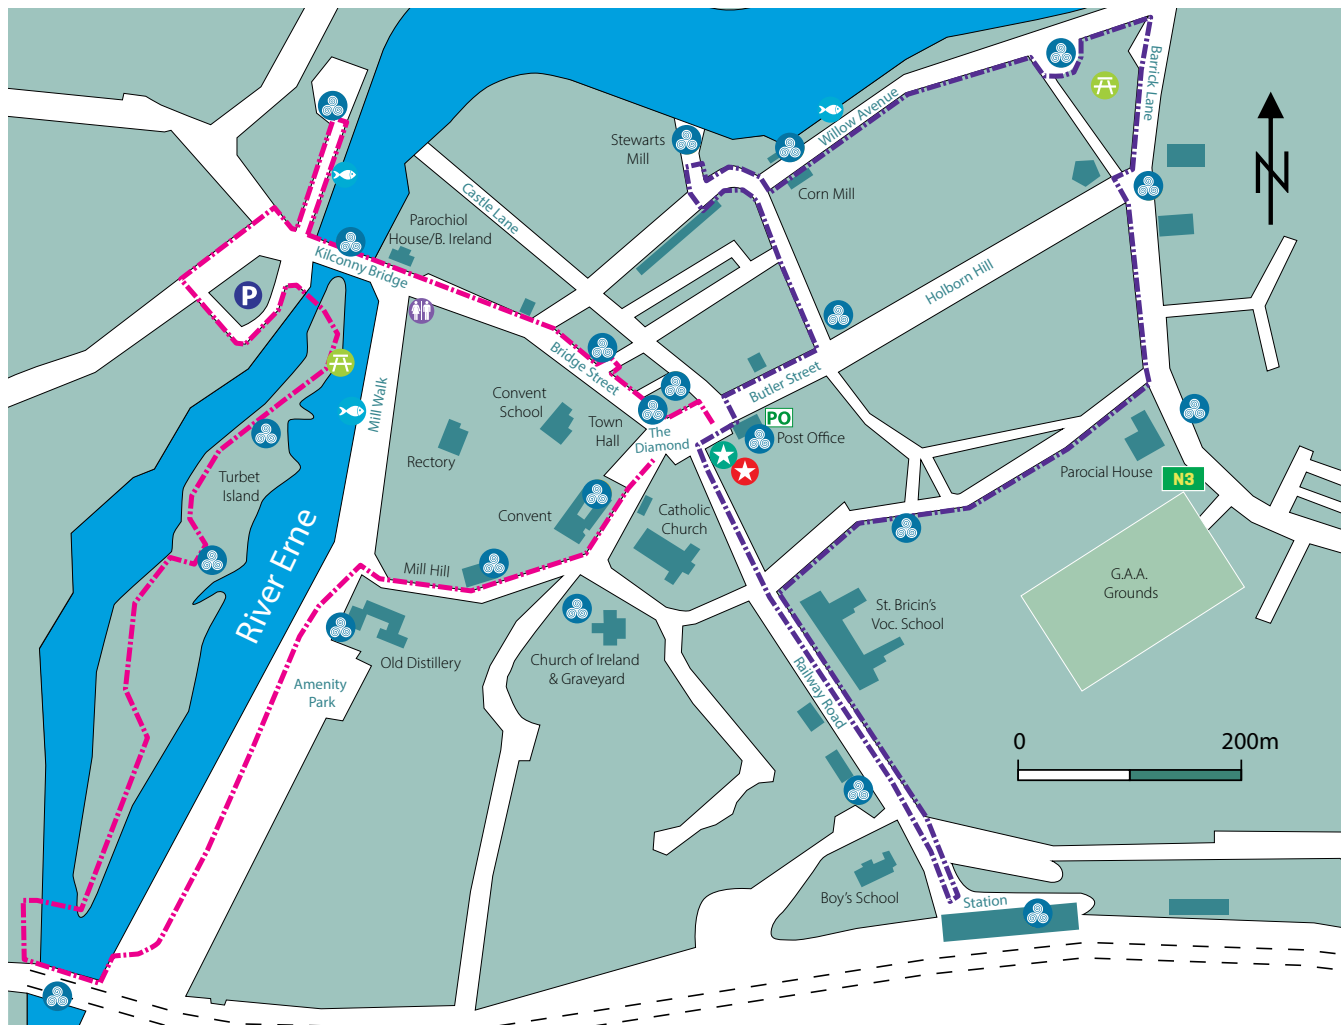 Barrick Lane
Willow Avenue
Stewarts
Mill
Corn Mill
Castle Lane
Parochiol
House/B. Ireland
Kilconny Bridge
P
Holborn Hill
N
Bridge Street
Butler Street
Mill Walk
Convent
School
Town
Hall
The
Diamond
PO
Post Office
Rectory
Parocial House
N3
Turbet
Island
Convent
Catholic
Church
River Erne
Mill Hill
G.A.A.
Grounds
St. Bricin's
Voc. School
Old Distillery
Church of Ireland
& Graveyard
Amenity
Park
Railway Road
0 200m
Boy's School
Station